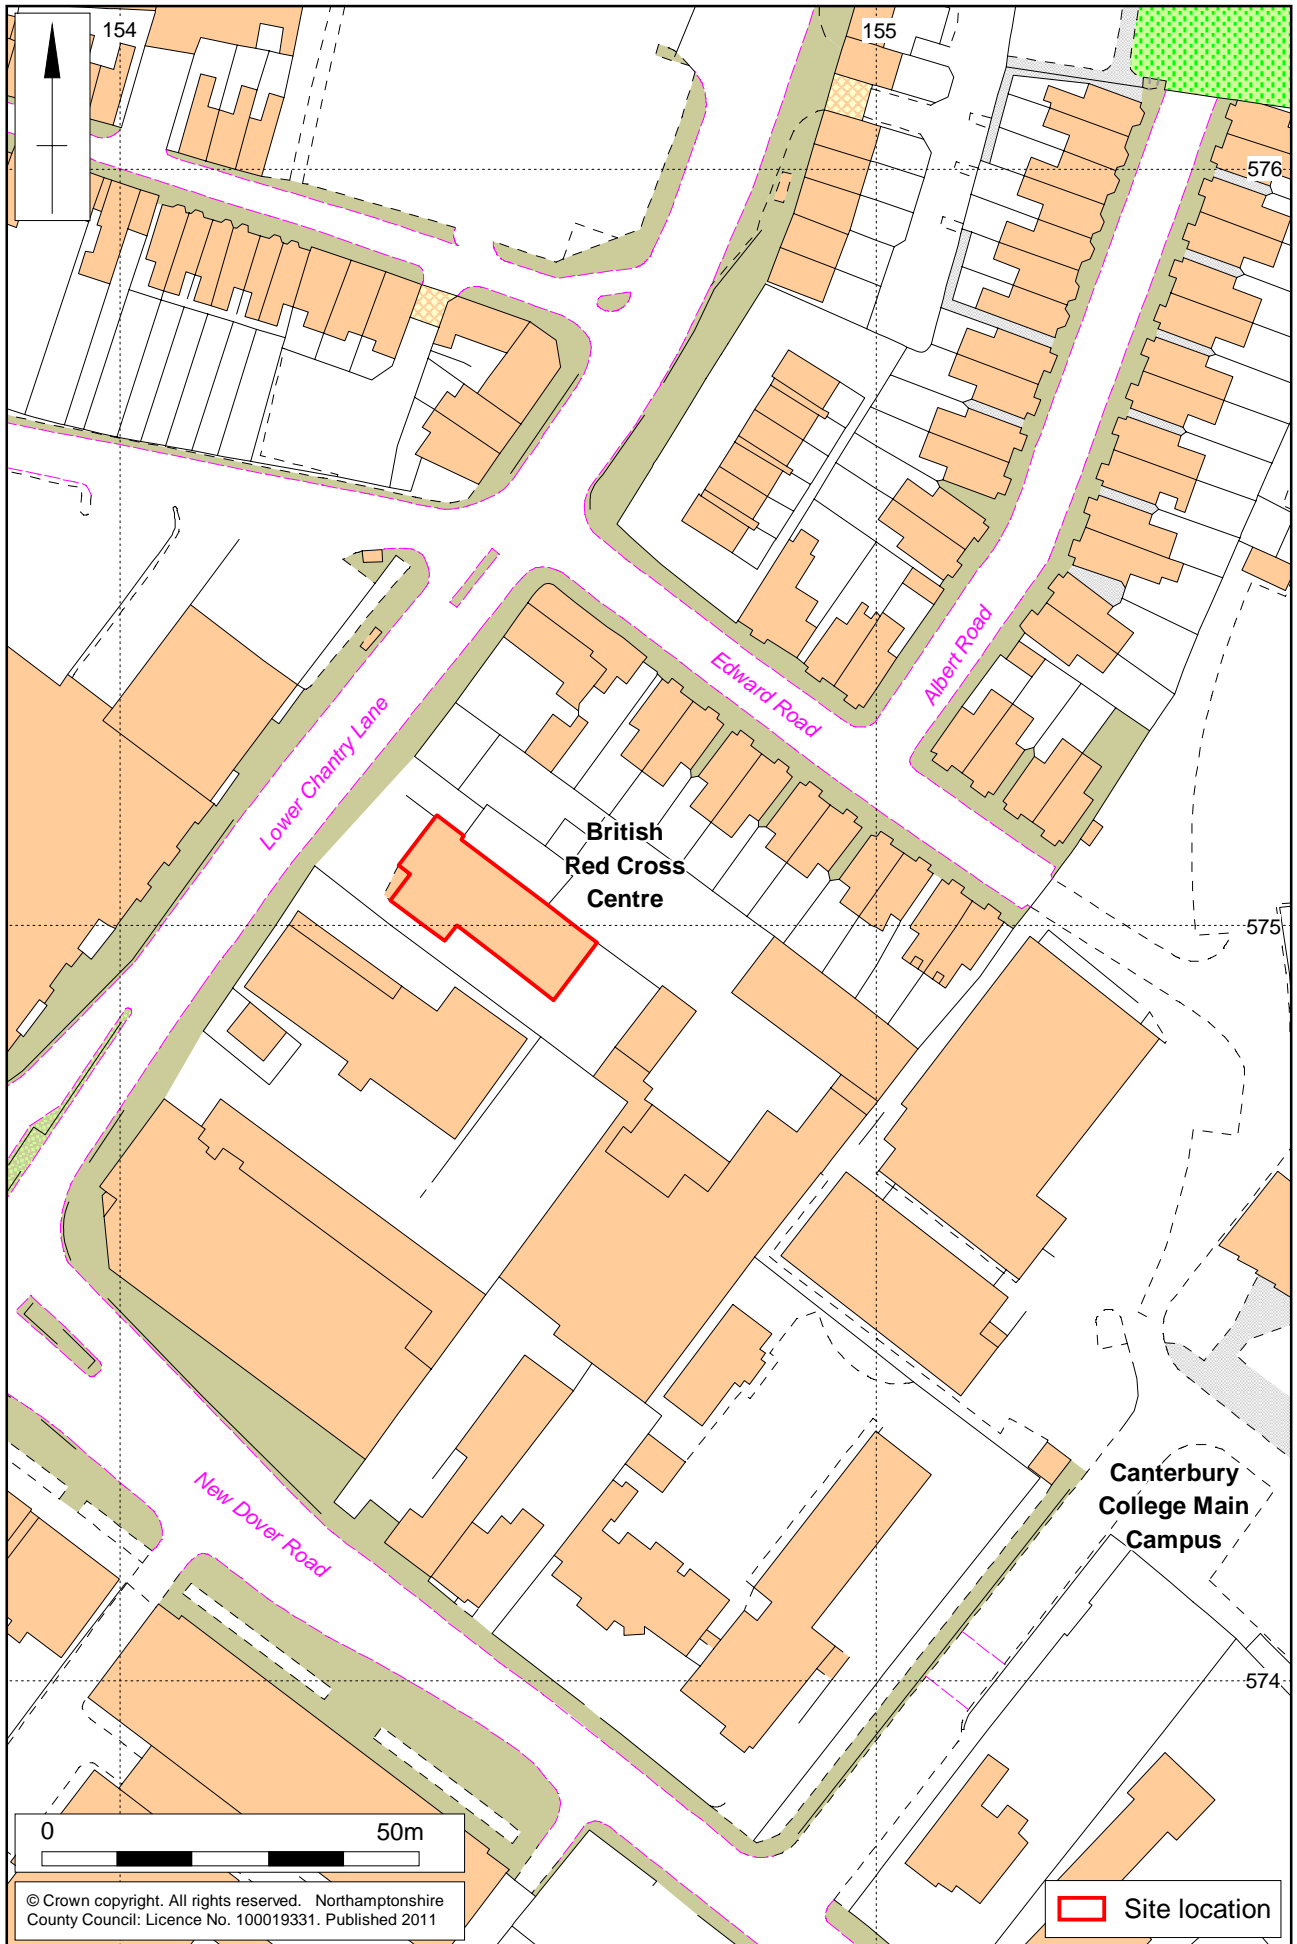 154
155
576
Edward Road
Albert Road
Lower Chantry Lane
British
Red Cross
Centre
575
Canterbury
College Main
Campus
New Dover Road
574
0 50m
© Crown copyright. All rights reserved. Northamptonshire
County Council: Licence No. 100019331. Published 2011
Site location